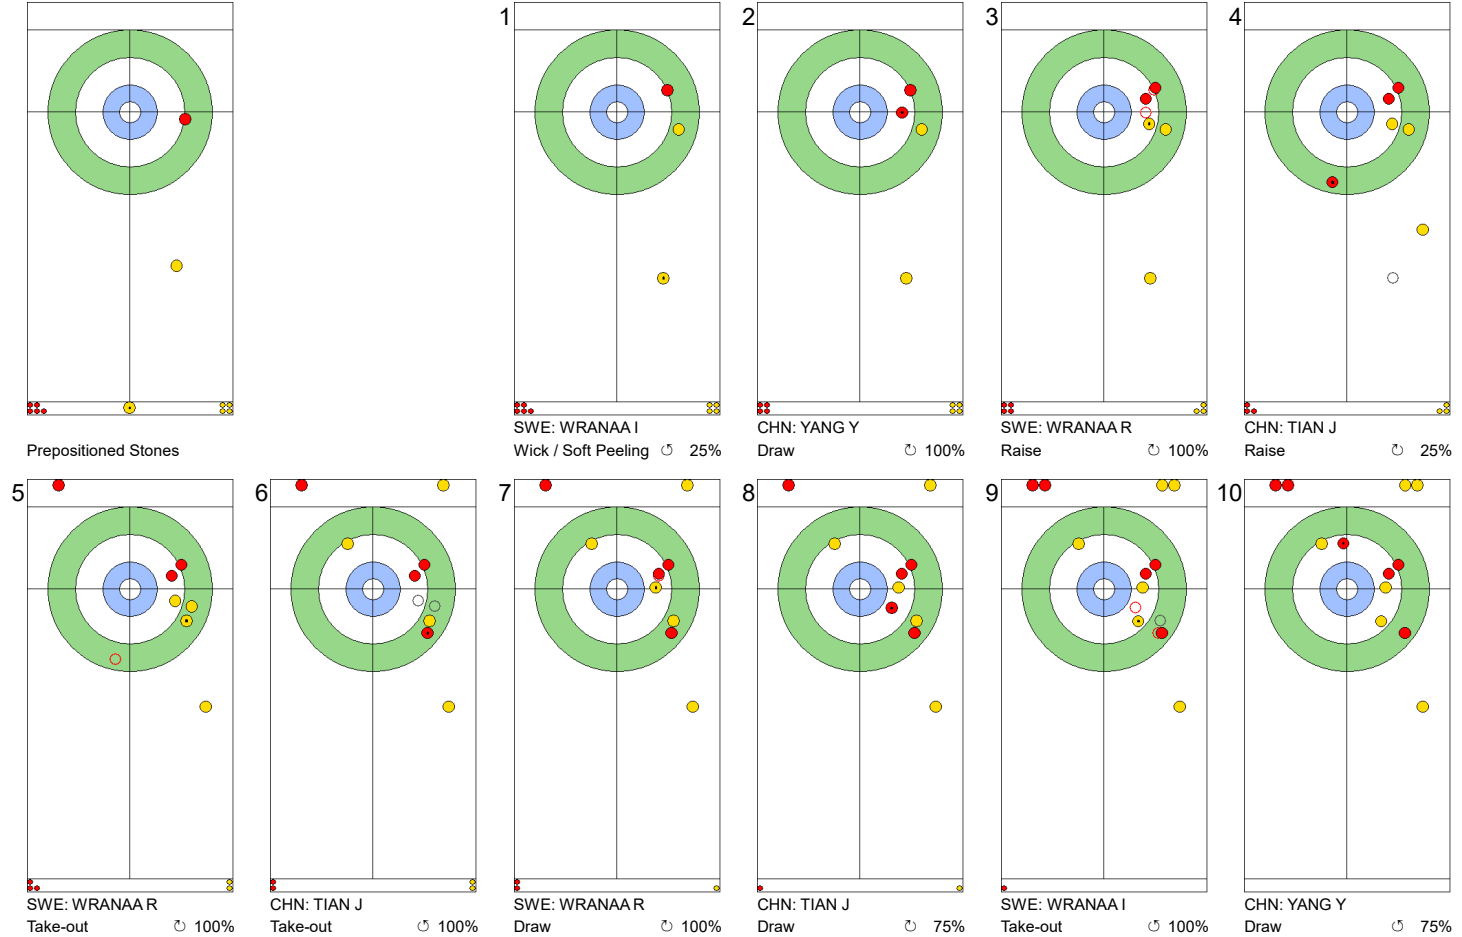 1
2
3
4
Prepositioned Stones
SWE: WRANAA I
Wick / Soft Peeling ↺ 25%
CHN: YANG Y
Draw ↻ 100%
SWE: WRANAA R
Raise ↻ 100%
CHN: TIAN J
Raise ↺ 25%
5
6
7
8
9
10
SWE: WRANAA R
Take-out ↻ 100%
CHN: TIAN J
Take-out ↺ 100%
SWE: WRANAA R
Draw ↻ 100%
CHN: TIAN J
Draw ↻ 75%
SWE: WRANAA I
Take-out ↺ 100%
CHN: YANG Y
Draw ↺ 75%